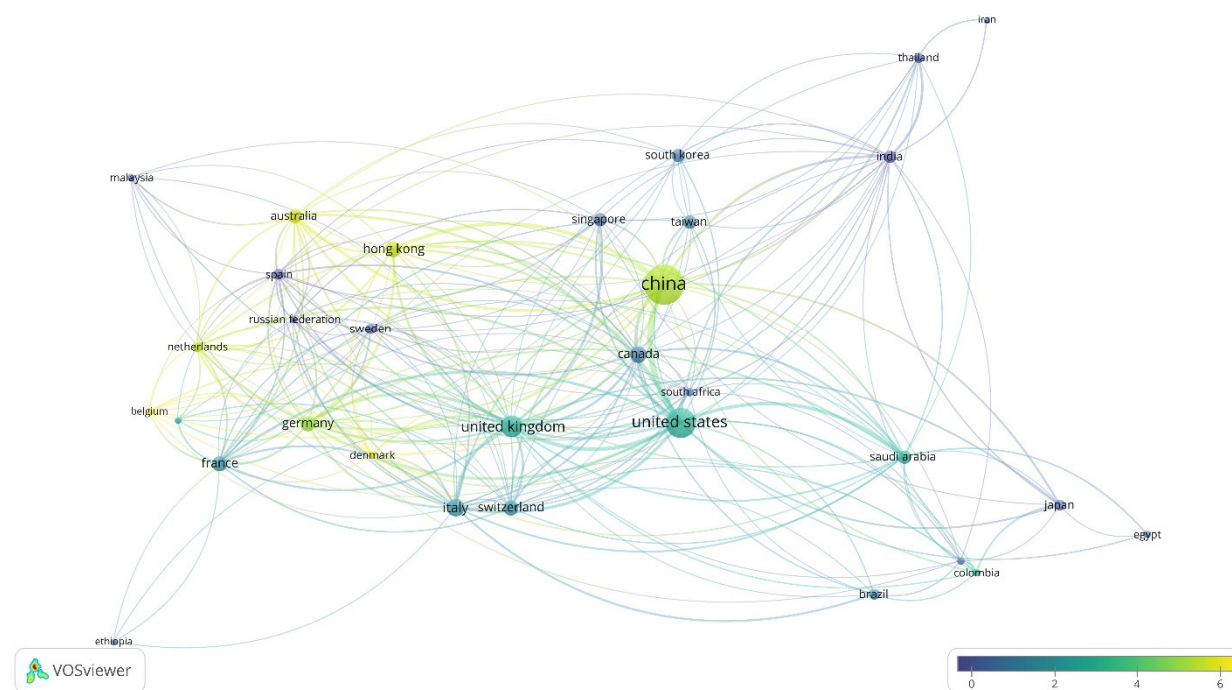 iran
thailand
south korea
india
malaysia
australia
singapore
taiwan
hong kong
spain
china
russian federation
sweden
netherlands
canada
south africa
belgium
germany
united kingdom
united states
denmark
france
saudi arabia
italy
switzerland
japan
egypt
colombia
brazil
ethiopia
VOSviewer
0 2 4 6